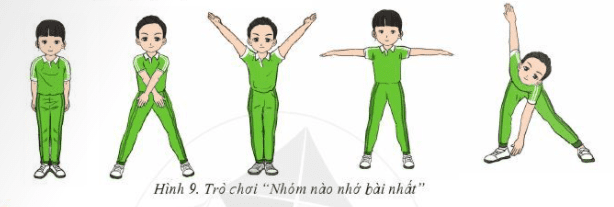 Hình 9. Trò chơi “Nhóm nào nhớ bài nhất”